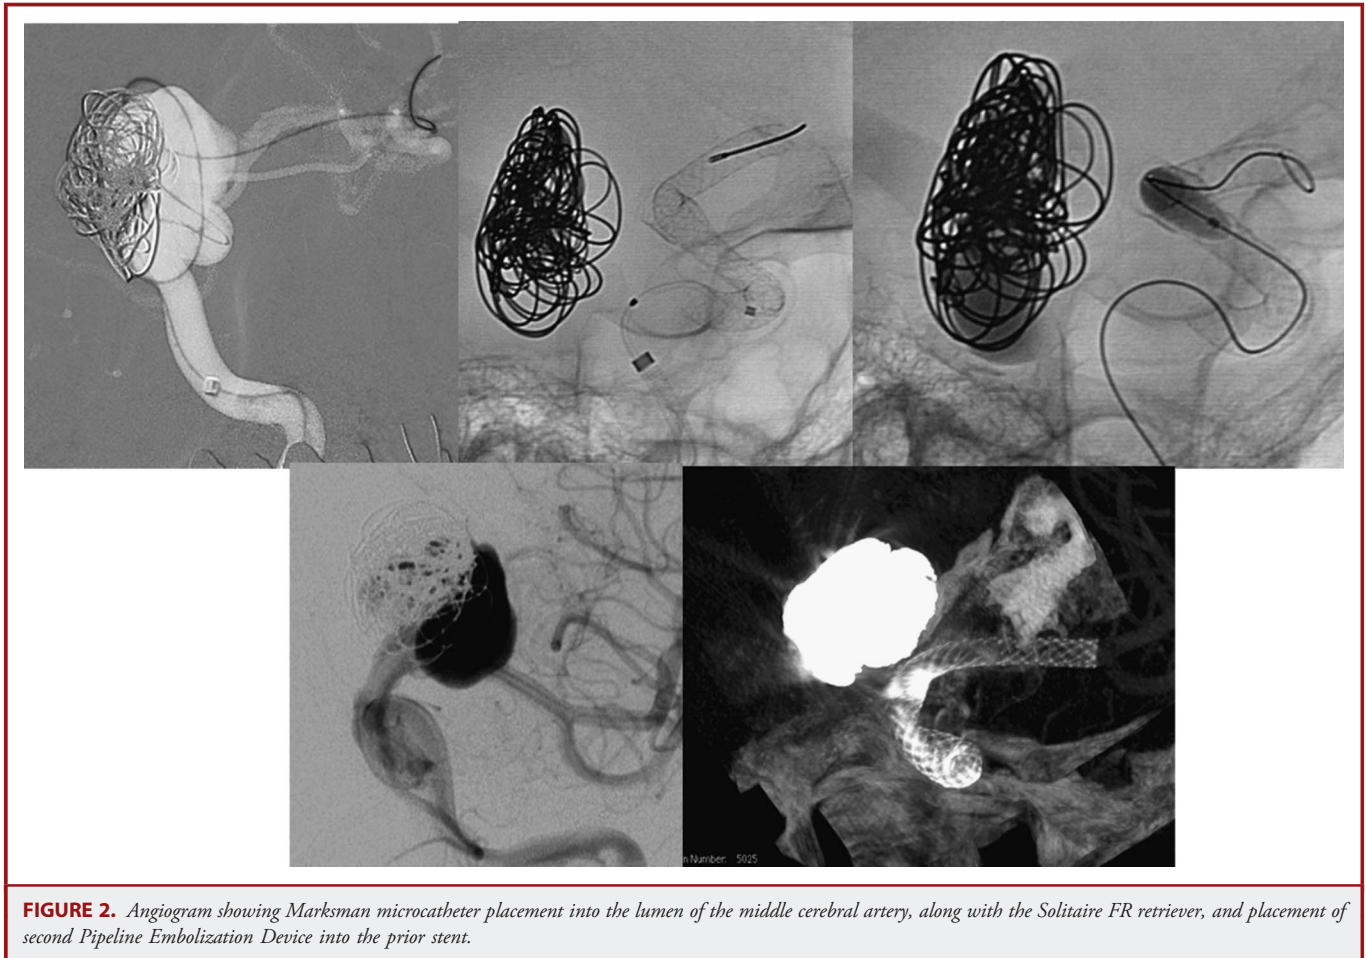 n Number: 5025
FIGURE 2. Angiogram showing Marksman microcatheter placement into the lumen of the middle cerebral artery, along with the Solitaire FR retriever, and placement of
second Pipeline Embolization Device into the prior stent.